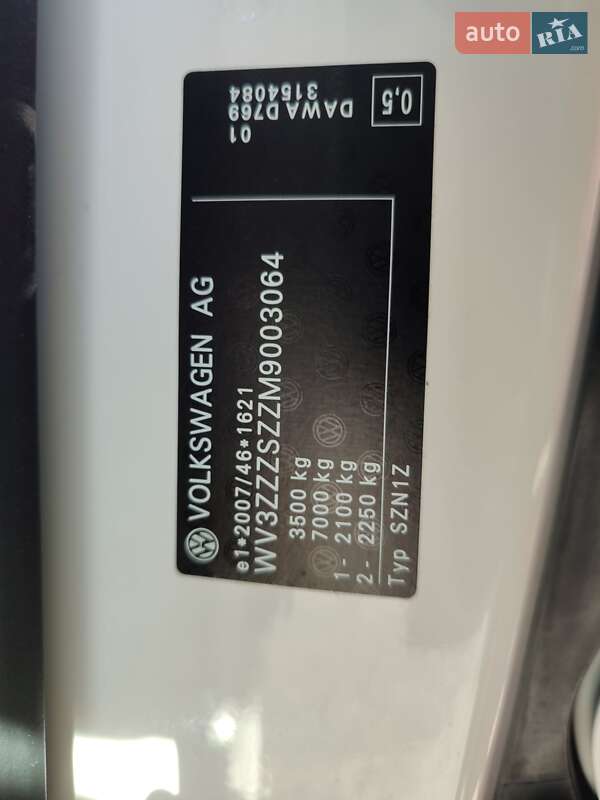 auto RIA
.com
VOLKSWAGEN AG
e1*2007/46*1621
WV3ZZZSZZM9003064
3500 kg
7000 kg
1- 2100 kg
2- 2250 kg
Typ SZN1Z
01
DAWA D769
3154084
0,5